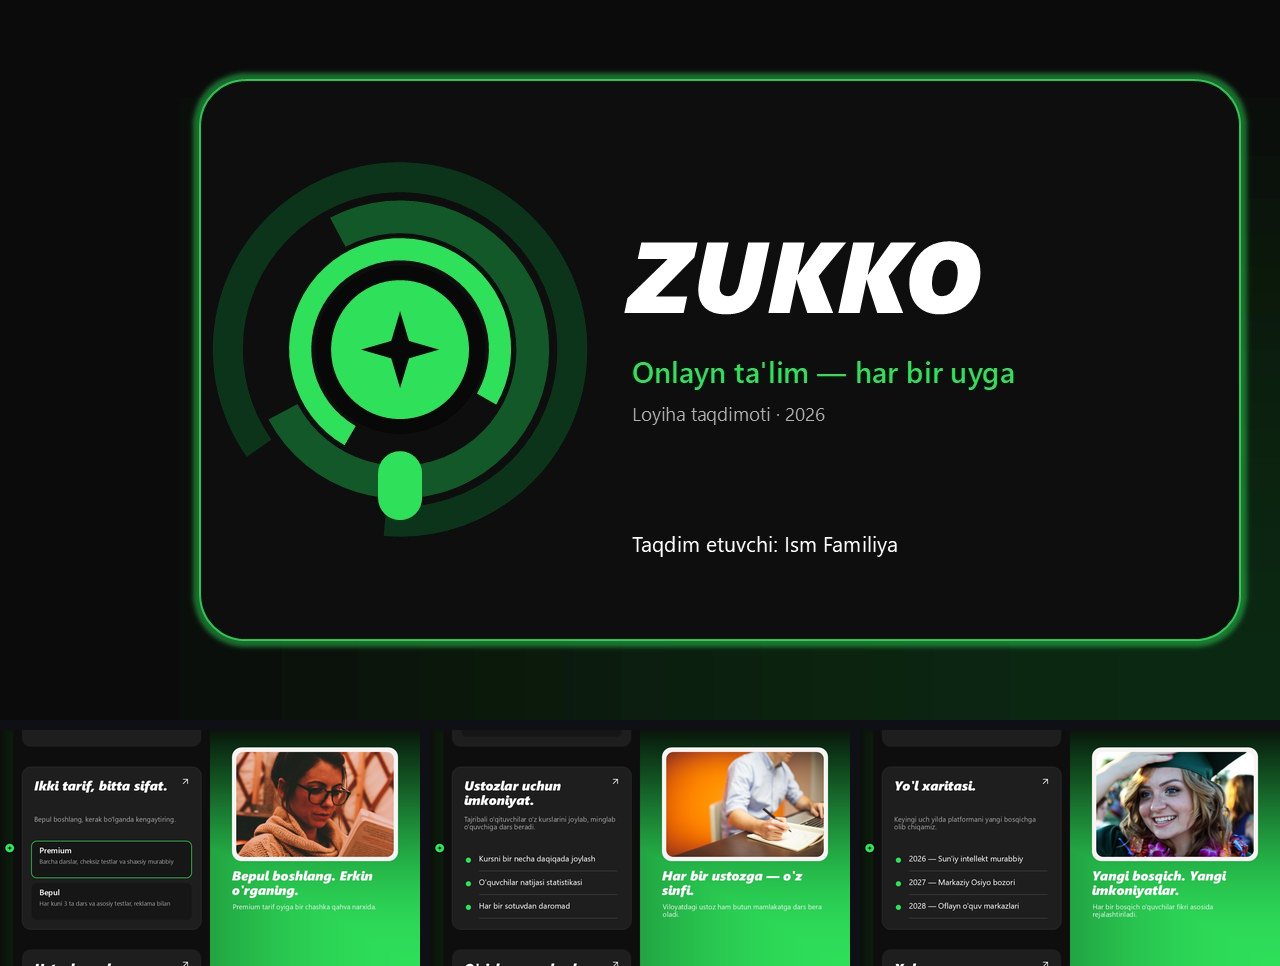 ZUKKO
Onlayn ta'lim — har bir uyga
Loyiha taqdimoti · 2026
Taqdim etuvchi: Ism Familiya
Ikki tarif, bitta sifat.
Bepul boshlang, kerak bo'lganda kengaytiring.
Premium
Barcha darslar, cheksiz testlar va shaxsiy murabbiy
Bepul
Har kuni 3 ta dars va asosiy testlar, reklama bilan
Bepul boshlang. Erkin
o'rganing.
Premium tarif oyiga bir chashka qahva narxida.
Ustozlar uchun
imkoniyat.
Tajribali o'qituvchilar o'z kurslarini joylab, minglab
o'quvchiga dars beradi.
Kursni bir necha daqiqada joylash
O'quvchilar natijasi statistikasi
Har bir sotuvdan daromad
Har bir ustozga — o'z
sinfi.
Viloyatdagi ustoz ham butun mamlakatga dars bera
oladi.
Yo'l xaritasi.
Keyingi uch yilda platformani yangi bosqichga
olib chiqamiz.
2026 — Sun'iy intellekt murabbiy
2027 — Markaziy Osiyo bozori
2028 — Oflayn o'quv markazlari
Yangi bosqich. Yangi
imkoniyatlar.
Har bir bosqich o'quvchilar fikri asosida
rejalashtiriladi.